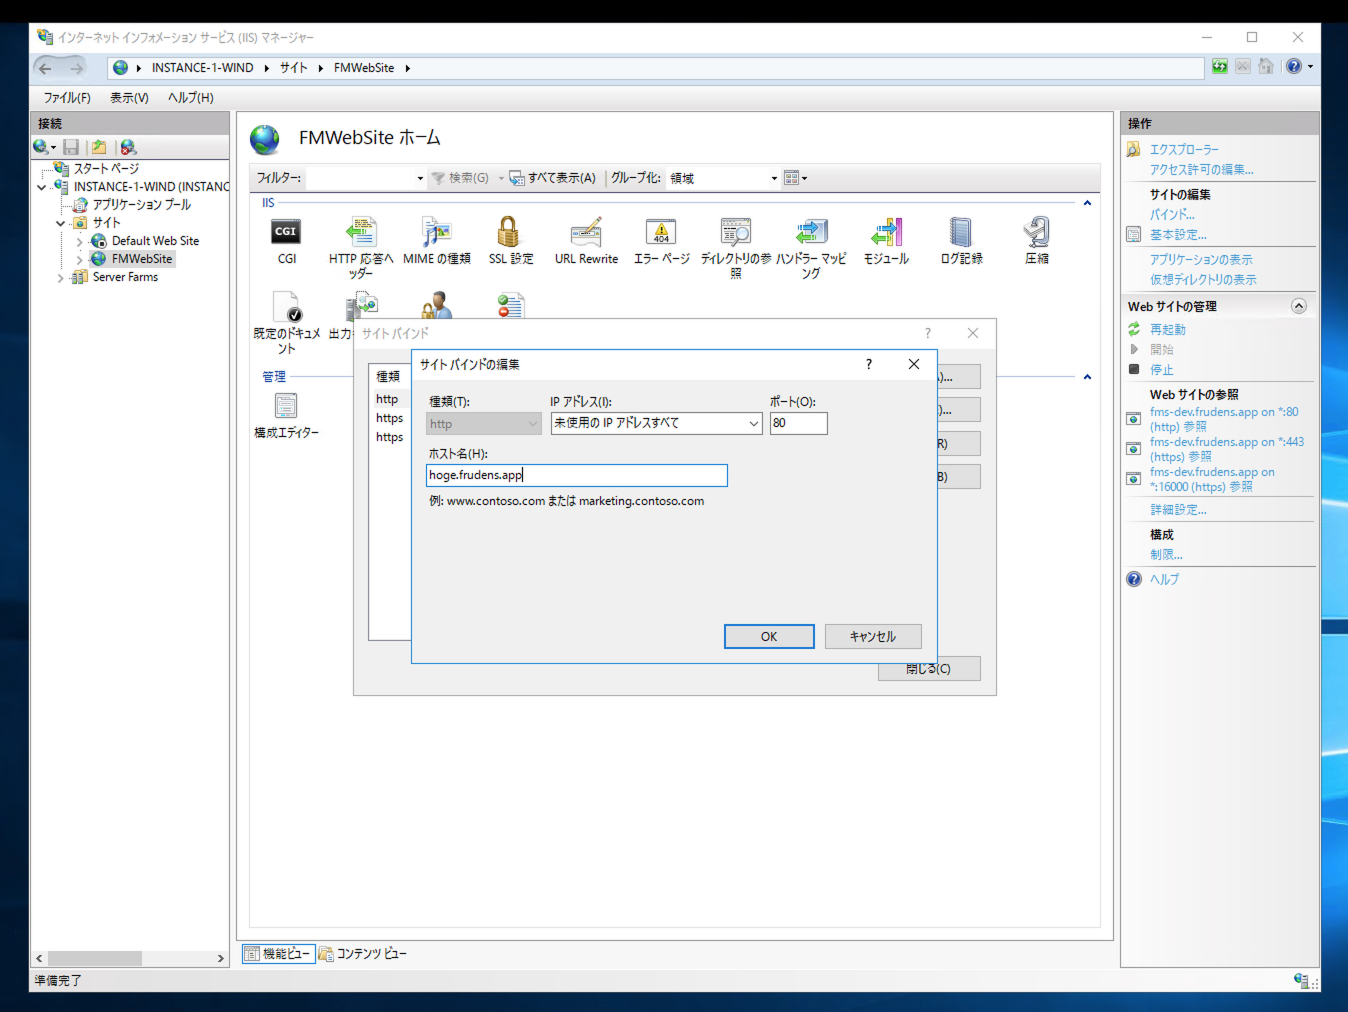 インターネット インフォメーション サービス (IIS) マネージャー
INSTANCE-1-WIND
サイト
FMWebSite
ファイル(F) 表示(V) ヘルプ(H)
接続
スタート ページ
INSTANCE-1-WIND (INSTANC
アプリケーション プール
サイト
Default Web Site
FMWebSite
Server Farms
FMWebSite ホーム
フィルター: 検索(G) すべて表示(A) グループ化: 領域
IIS
CGI
404
CGI
HTTP 応答ヘッダー
MIME の種類
SSL 設定
URL Rewrite
エラー ページ
ディレクトリの参照
ハンドラー マッピング
モジュール
ログ記録
圧縮
既定のドキュメント
出力
管理
構成エディター
サイト バインド
?
種類
http
https
https
)...
)...
R)
B)
閉じる(C)
サイト バインドの編集
?
種類(T): IP アドレス(I): ポート(O):
http 未使用の IP アドレスすべて 80
ホスト名(H):
hoge.frudens.app
例: www.contoso.com または marketing.contoso.com
OK キャンセル
機能ビュー コンテンツ ビュー
準備完了
操作
エクスプローラー
アクセス許可の編集...
サイトの編集
バインド...
基本設定...
アプリケーションの表示
仮想ディレクトリの表示
Web サイトの管理
再起動
開始
停止
Web サイトの参照
fms-dev.frudens.app on *:80
(http) 参照
fms-dev.frudens.app on *:443
(https) 参照
fms-dev.frudens.app on
*:16000 (https) 参照
詳細設定...
構成
制限...
ヘルプ